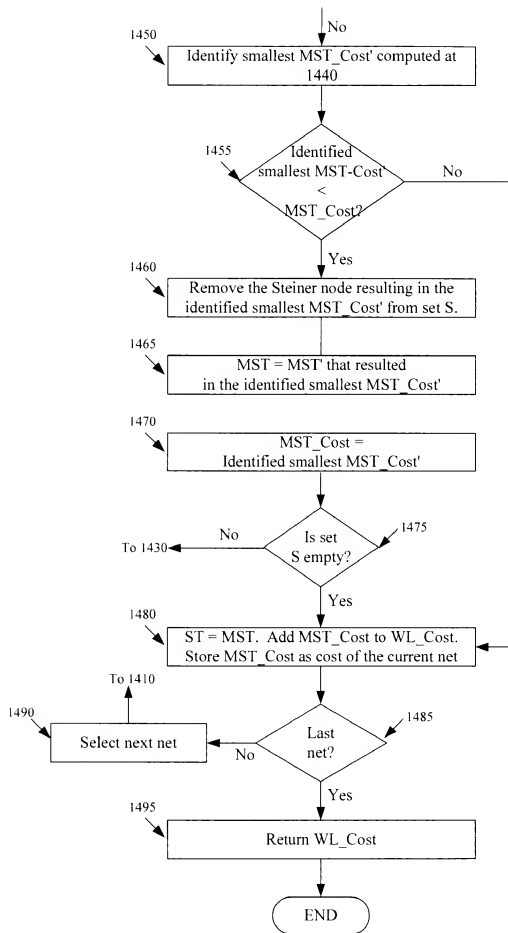 No
1450
Identify smallest MST_Cost' computed at
1440
1455
Identified
smallest MST-Cost'
<
MST_Cost?
No
Yes
1460
Remove the Steiner node resulting in the
identified smallest MST_Cost' from set S.
1465
MST = MST' that resulted
in the identified smallest MST_Cost'
1470
MST_Cost =
Identified smallest MST_Cost'
1475
To 1430
No
Is set
S empty?
Yes
1480
ST = MST. Add MST_Cost to WL_Cost.
Store MST_Cost as cost of the current net
To 1410
1490
Select next net
No
Last
net?
1485
Yes
1495
Return WL_Cost
END